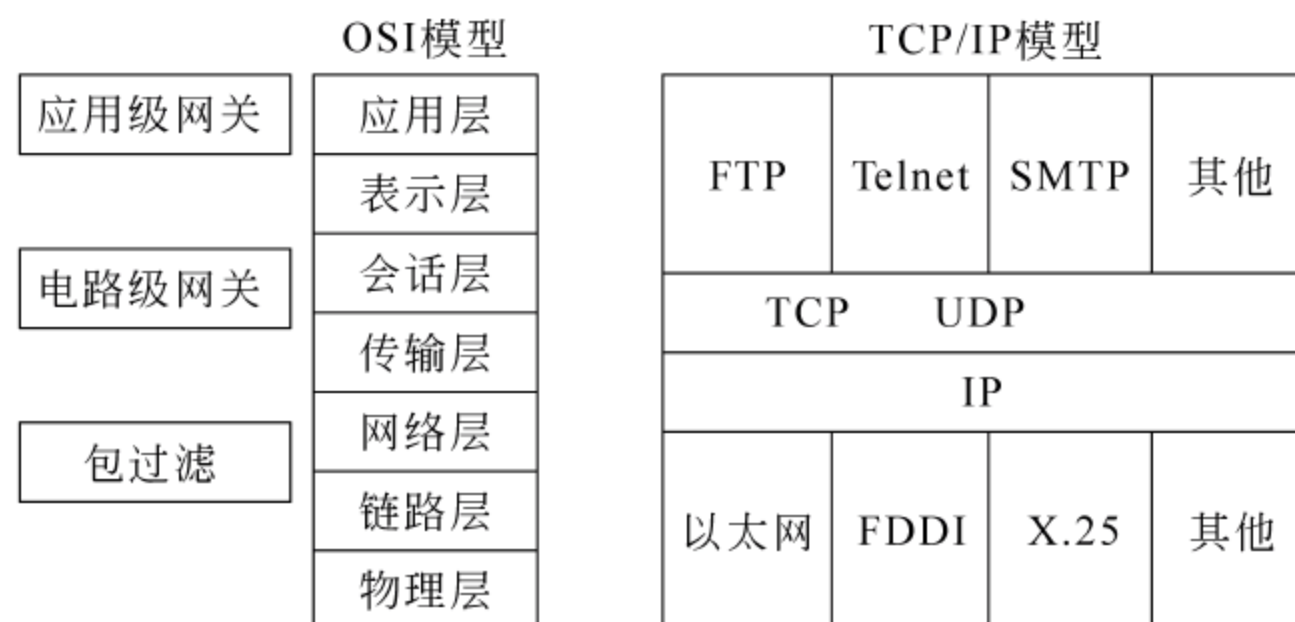 OSI模型
TCP/IP模型
应用级网关
电路级网关
包过滤
应用层
表示层
会话层
传输层
网络层
链路层
物理层
FTP Telnet SMTP 其他
TCP UDP
IP
以太网 FDDI X.25 其他